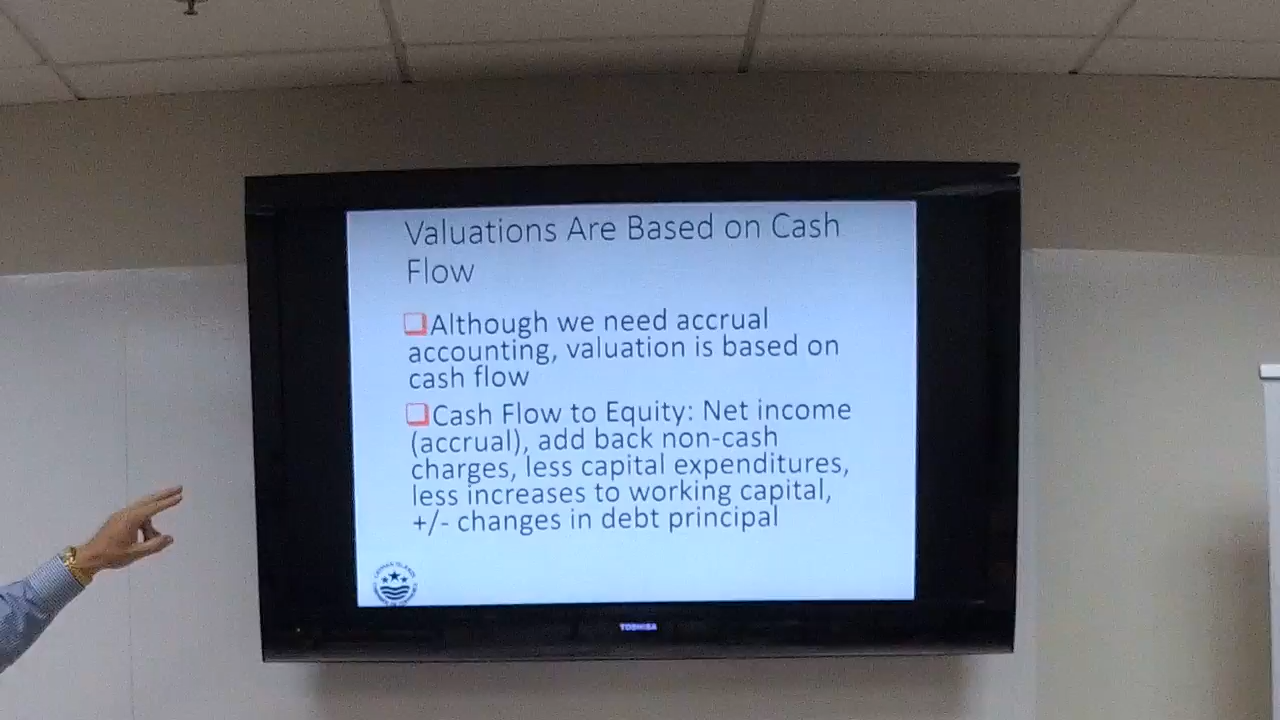 Valuations Are Based on Cash
Flow
Although we need accrual
accounting, valuation is based on
cash flow
Cash Flow to Equity: Net income
(accrual), add back non-cash
charges, less capital expenditures,
less increases to working capital,
+/- changes in debt principal
CAYMAN ISLANDS
TOSHIBA